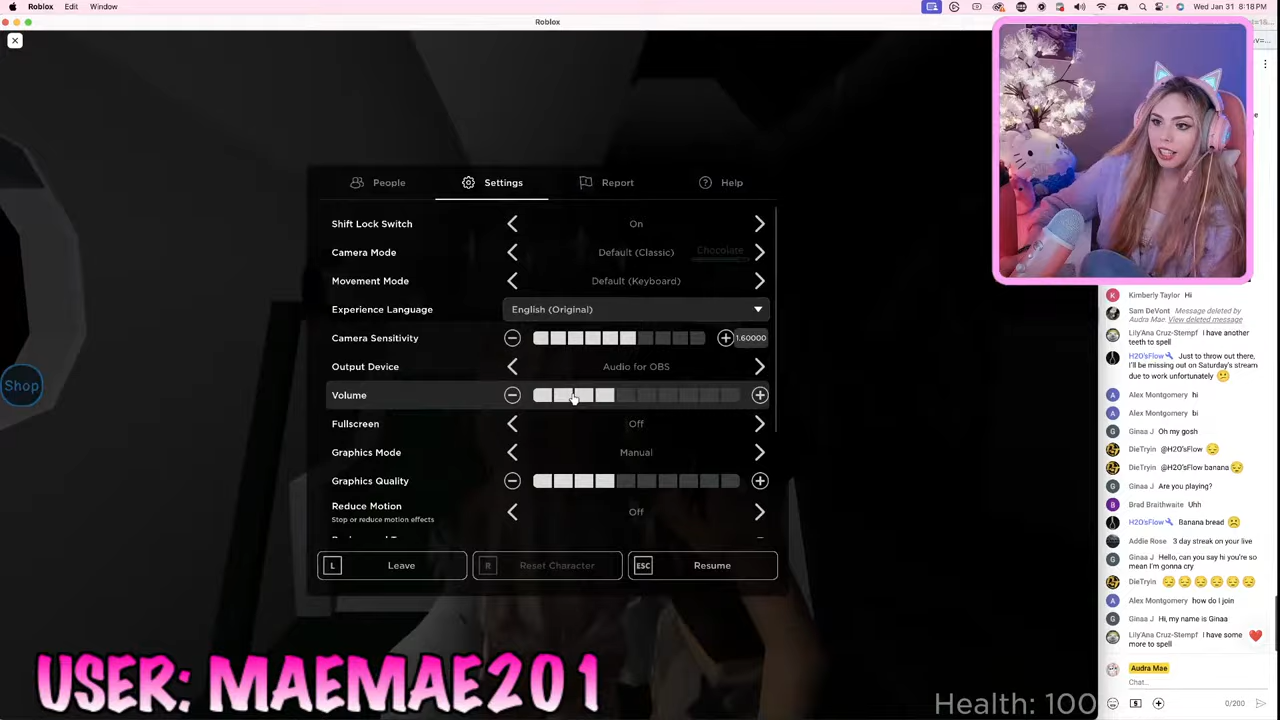 Roblox Edit Window
Wed Jan 31 8:18 PM
Roblox
People
Settings
Report
Help
Shift Lock Switch
On
Camera Mode
Default (Classic)
Chocolate
Movement Mode
Default (Keyboard)
Experience Language
English (Original)
Camera Sensitivity
1.60000
Output Device
Audio for OBS
Volume
Fullscreen
Off
Graphics Mode
Manual
Graphics Quality
Reduce Motion
Stop or reduce motion effects
Off
L Leave
R Reset Character
ESC Resume
Shop
USER: MAEVAE201
Health: 100
K Kimberly Taylor Hi
Sam DeVont Message deleted by
Audra Mae. View deleted message
Lily'Ana Cruz-Stempf I have another
teeth to spell
H2O'sFlow Just to throw out there,
I'll be missing out on Saturday's stream
due to work unfortunately
A Alex Montgomery hi
A Alex Montgomery bi
G Ginaa J Oh my gosh
DieTryin @H2O'sFlow
DieTryin @H2O'sFlow banana
G Ginaa J Are you playing?
B Brad Braithwaite Uhh
H2O'sFlow Banana bread
Addie Rose 3 day streak on your live
G Ginaa J Hello, can you say hi you're so
mean I'm gonna cry
DieTryin
A Alex Montgomery how do I join
G Ginaa J Hi, my name is Ginaa
Lily'Ana Cruz-Stempf I have some
more to spell
Audra Mae
Chat...
0/200